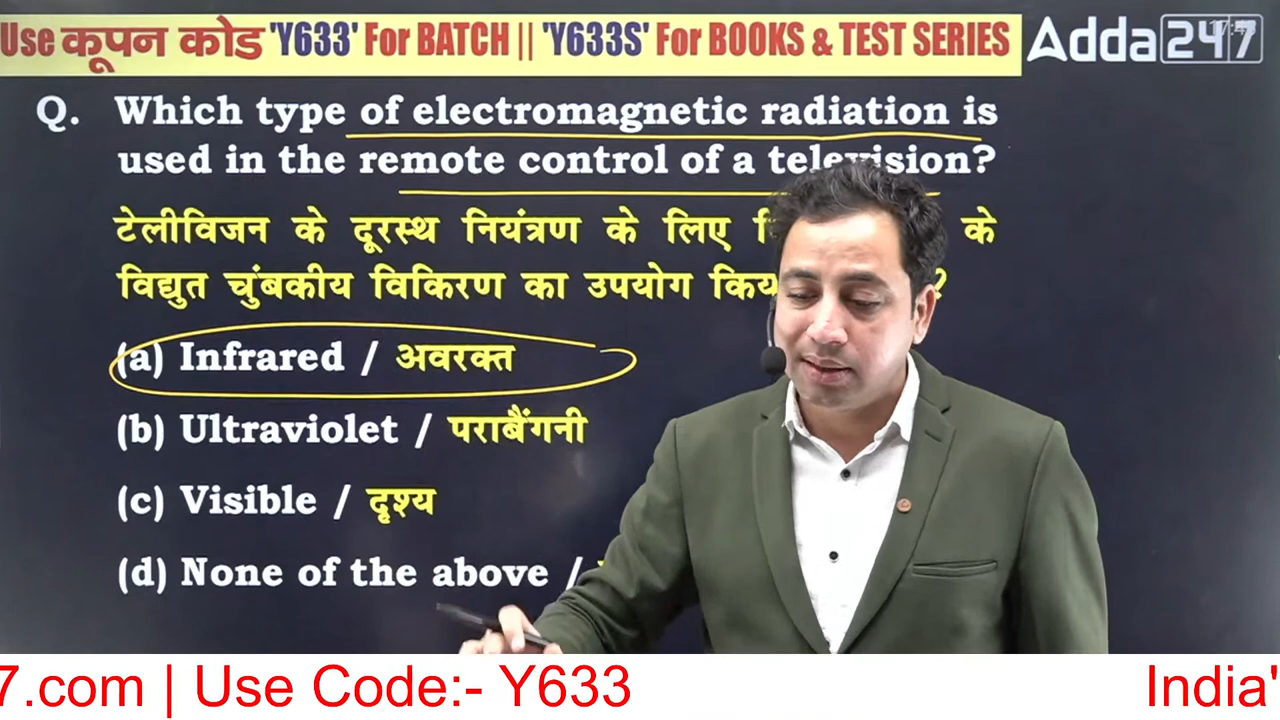 Use कूपन कोड 'Y633' For BATCH || 'Y633S' For BOOKS & TEST SERIES
Adda247
Q. Which type of electromagnetic radiation is
used in the remote control of a television?
टेलीविजन के दूरस्थ नियंत्रण के लिए के
विद्युत चुंबकीय विकिरण का उपयोग ?
(a) Infrared / अवरक्त
(b) Ultraviolet / पराबैंगनी
(c) Visible / दृश्य
(d) None of the above /
7.com | Use Code:- Y633 India'